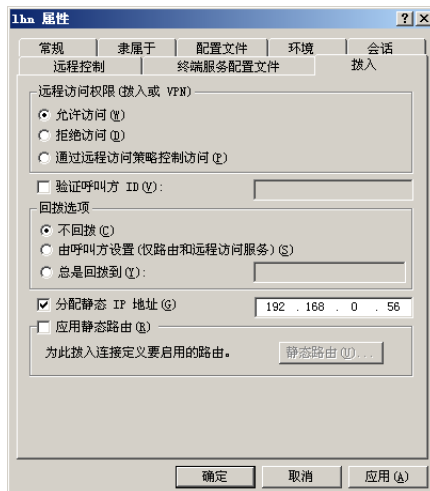 lhn 属性
常规 隶属于 配置文件 环境 会话
远程控制 终端服务配置文件 拨入
远程访问权限(拨入或 VPN)
允许访问(W)
拒绝访问(D)
通过远程访问策略控制访问(P)
验证呼叫方 ID(V):
回拨选项
不回拨(C)
由呼叫方设置(仅路由和远程访问服务)(S)
总是回拨到(Y):
分配静态 IP 地址(G) 192 .168 . 0 . 56
应用静态路由(R)
为此拨入连接定义要启用的路由。 静态路由(U)...
确定 取消 应用(A)